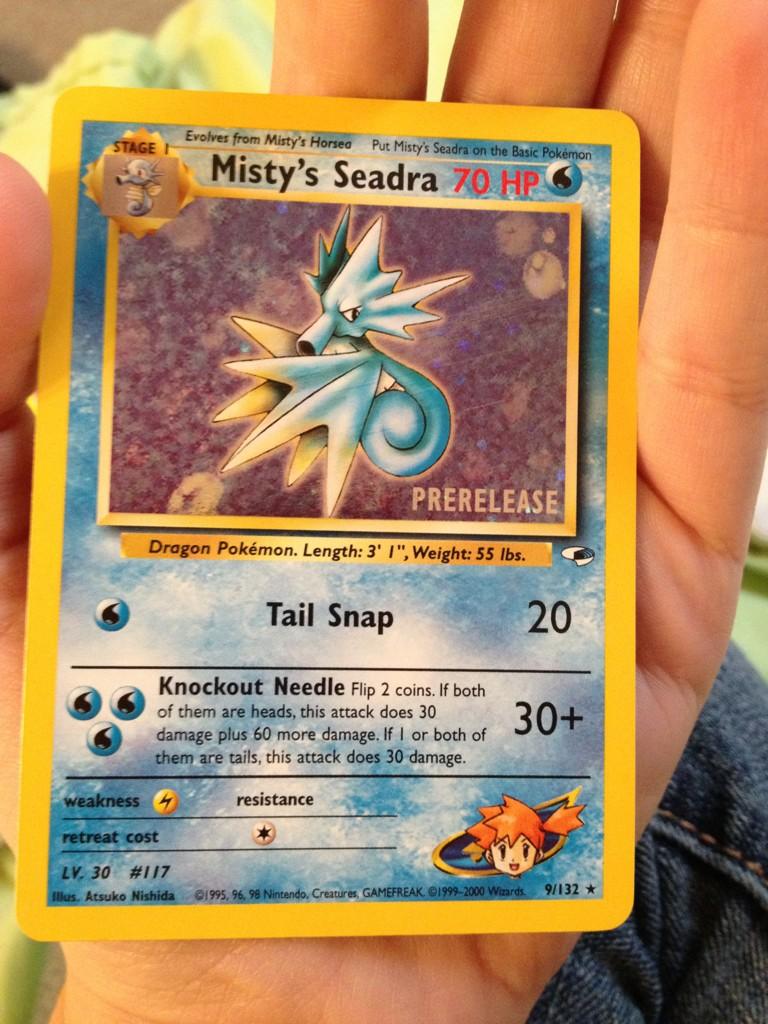 Evolves from Misty's Horsea Put Misty's Seadra on the Basic Pokémon
STAGE 1
Misty's Seadra 70 HP
PRERELEASE
Dragon Pokémon. Length: 3' 1", Weight: 55 lbs.
Tail Snap 20
Knockout Needle Flip 2 coins. If both
of them are heads, this attack does 30
damage plus 60 more damage. If 1 or both of
them are tails, this attack does 30 damage.
30+
weakness resistance
retreat cost
LV. 30 #117
Illus. Atsuko Nishida ©1995, 96, 98 Nintendo, Creatures, GAMEFREAK. ©1999-2000 Wizards. 9/132 ★